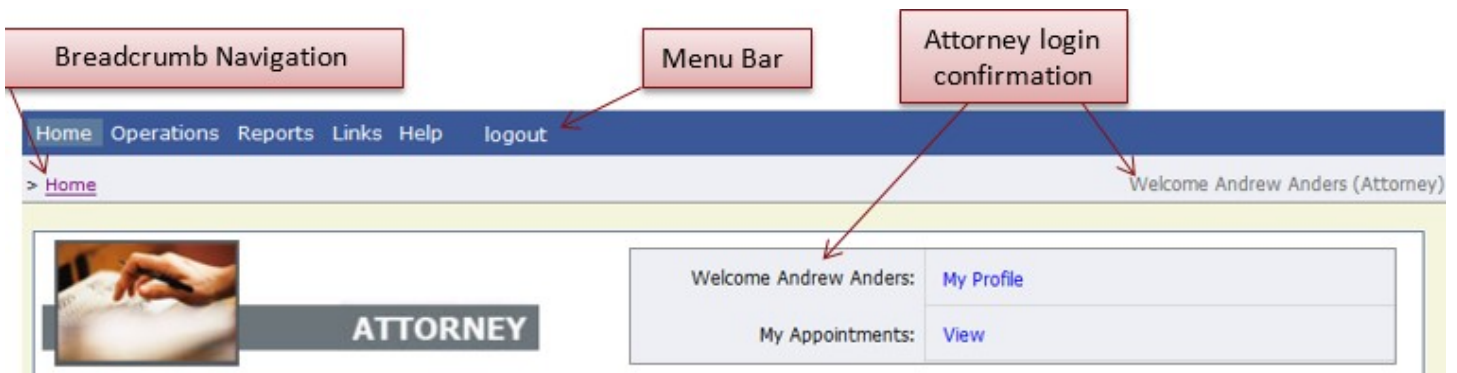 Breadcrumb Navigation
Menu Bar
Attorney login
confirmation
Home Operations Reports Links Help logout
> Home
Welcome Andrew Anders (Attorney)
ATTORNEY
Welcome Andrew Anders: My Profile
My Appointments: View